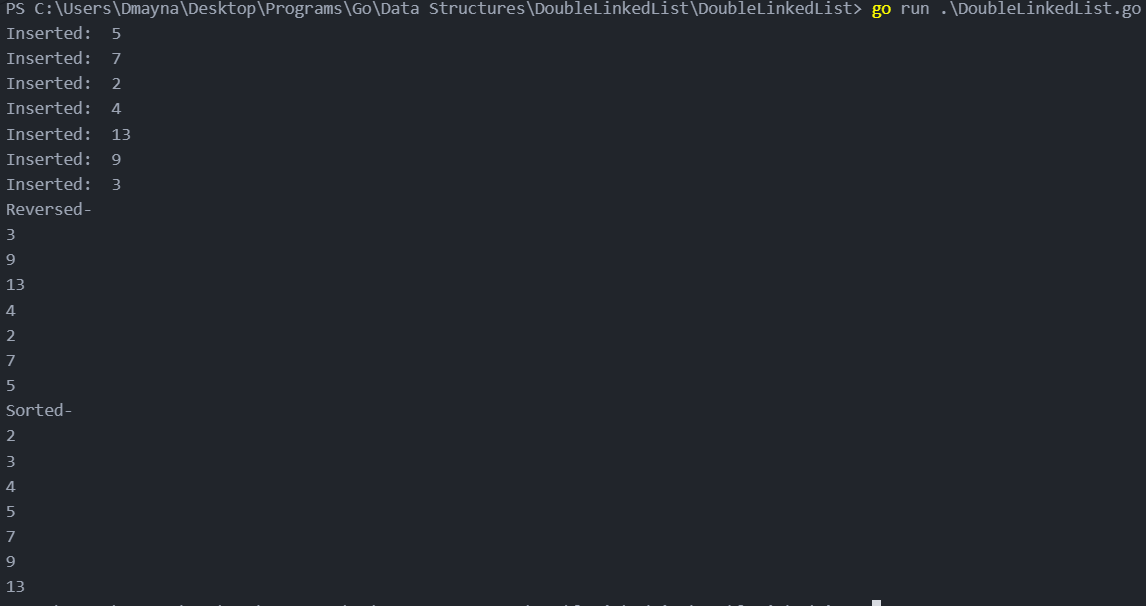 PS C:\Users\Dmayna\Desktop\Programs\Go\Data Structures\DoubleLinkedList\DoubleLinkedList> go run .\DoubleLinkedList.go
Inserted:  5
Inserted:  7
Inserted:  2
Inserted:  4
Inserted:  13
Inserted:  9
Inserted:  3
Reversed-
3
9
13
4
2
7
5
Sorted-
2
3
4
5
7
9
13